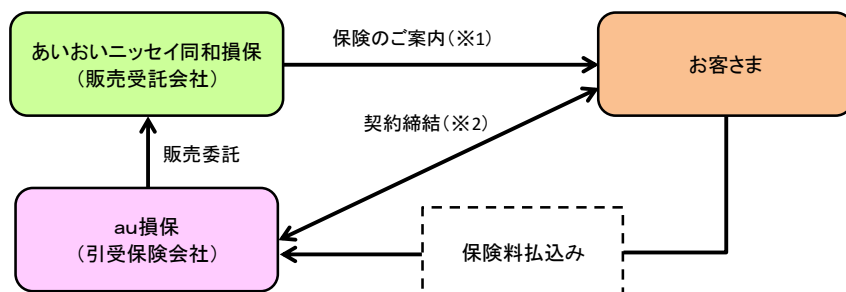 あいおいニッセイ同和損保
（販売受託会社）
保険のご案内（※1）
お客さま
契約締結（※2）
販売委託
au損保
（引受保険会社）
保険料払込み